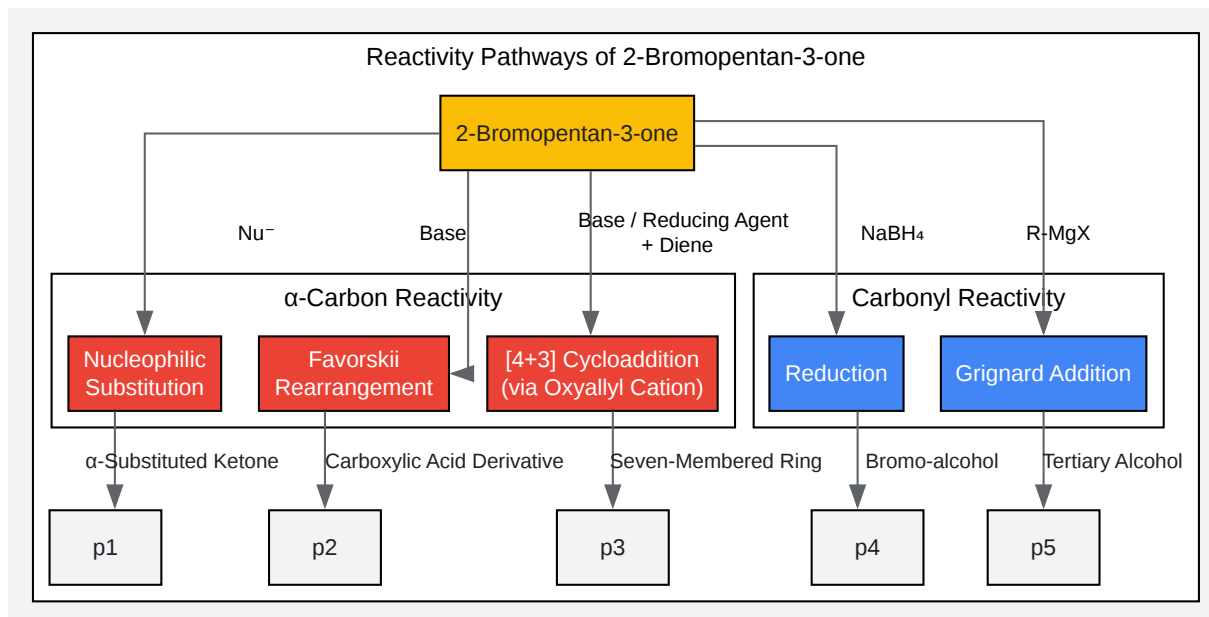 Reactivity Pathways of 2-Bromopentan-3-one
2-Bromopentan-3-one
Nu⁻
Base
Base / Reducing Agent
+ Diene
NaBH₄
R-MgX
α-Carbon Reactivity
Carbonyl Reactivity
Nucleophilic
Substitution
Favorskii
Rearrangement
[4+3] Cycloaddition
(via Oxyallyl Cation)
Reduction
Grignard Addition
α-Substituted Ketone
Carboxylic Acid Derivative
Seven-Membered Ring
Bromo-alcohol
Tertiary Alcohol
p1
p2
p3
p4
p5